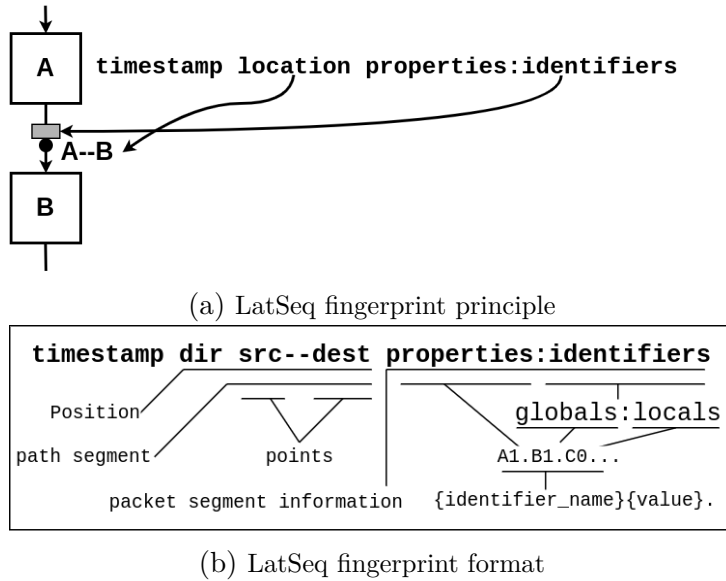 A
timestamp location properties:identifiers
A--B
B
(a) LatSeq fingerprint principle
timestamp dir src--dest properties:identifiers
Position
globals:locals
path segment
points
A1.B1.C0...
packet segment information
{identifier_name}{value}.
(b) LatSeq fingerprint format